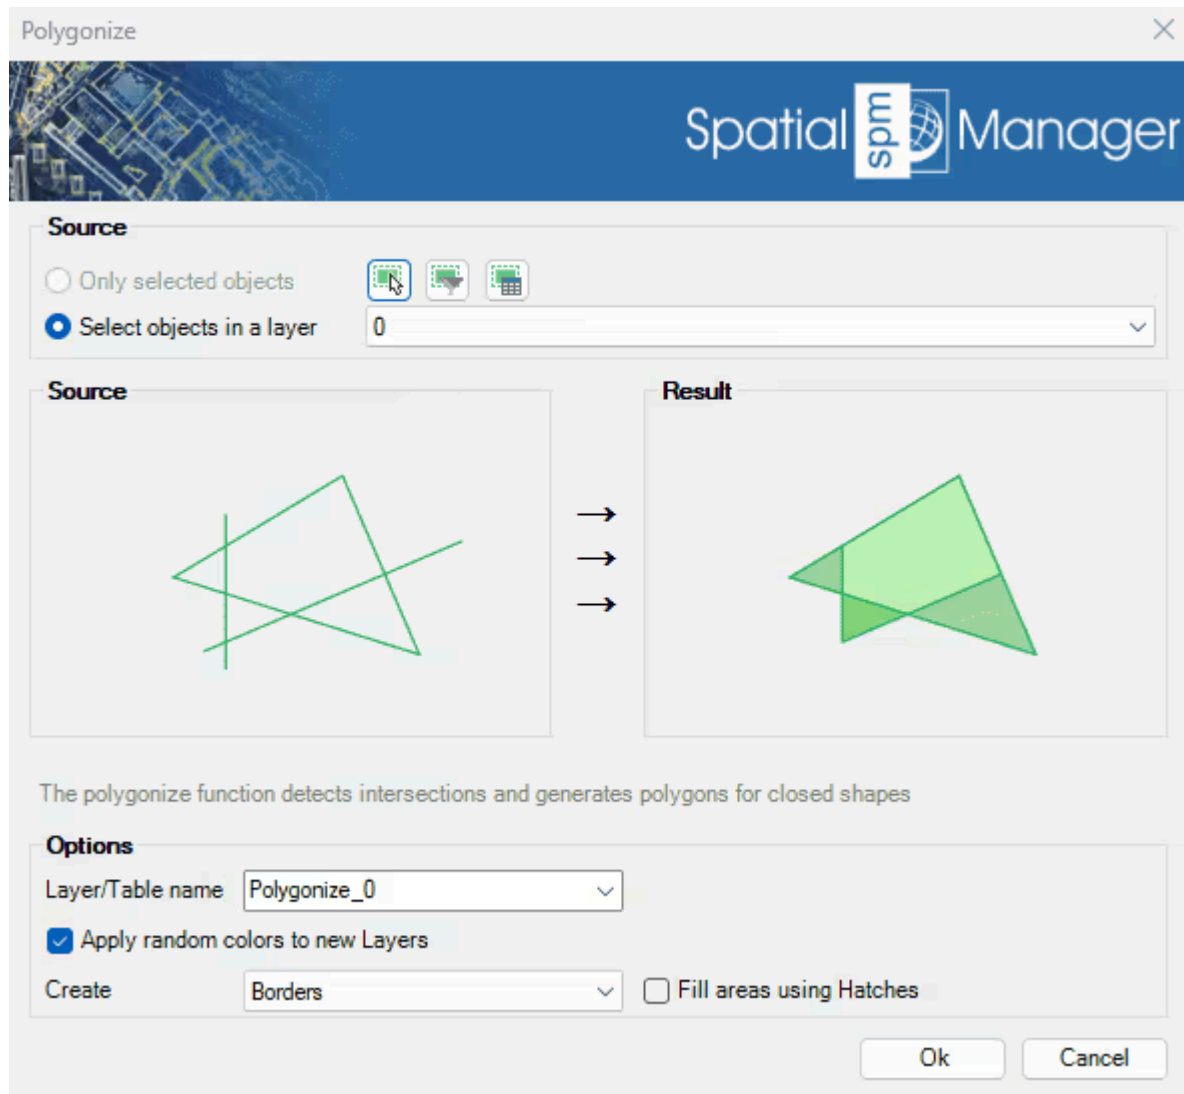 Polygonize
Spatial spm Manager
Source
Only selected objects
Select objects in a layer 0
Source Result
The polygonize function detects intersections and generates polygons for closed shapes
Options
Layer/Table name Polygonize_0
Apply random colors to new Layers
Create Borders Fill areas using Hatches
Ok Cancel